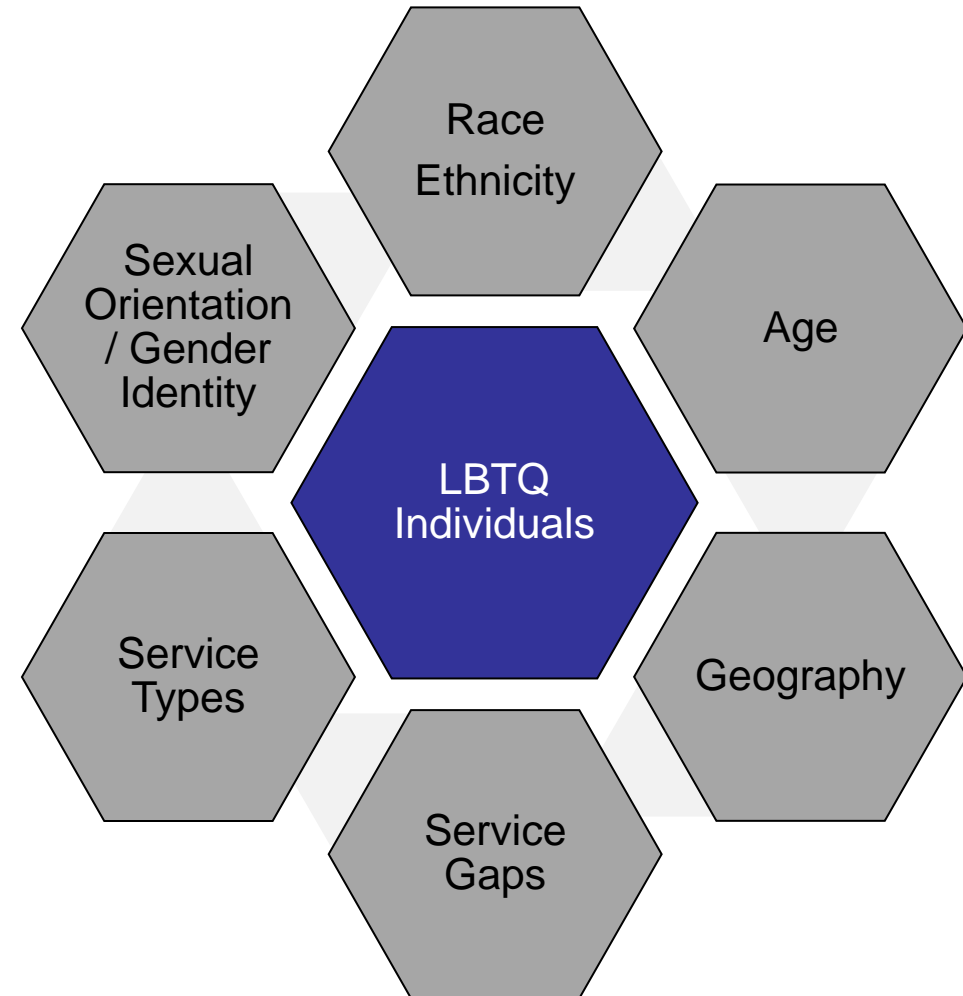 Race
Ethnicity
Sexual
Orientation
/ Gender
Identity
Age
LBTQ
Individuals
Service
Types
Geography
Service
Gaps